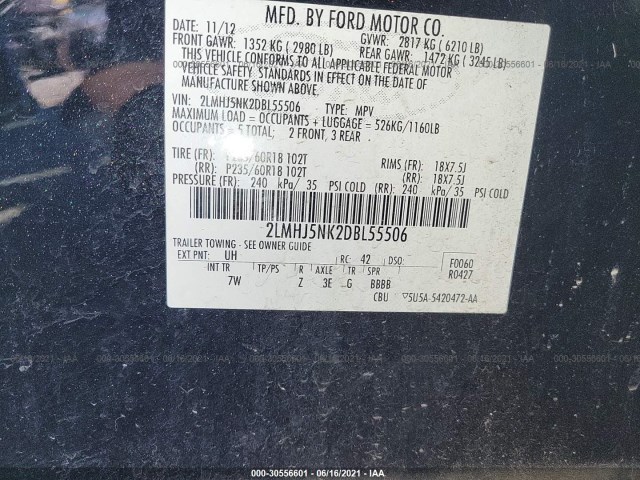 MFD. BY FORD MOTOR CO.
DATE: 11/12 GVWR: 2817 KG ( 6210 LB)
FRONT GAWR: 1352 KG ( 2980 LB) REAR GAWR: 1472 KG ( 3245 LB)
THIS VEHICLE CONFORMS TO ALL APPLICABLE FEDERAL MOTOR
VEHICLE SAFETY STANDARDS IN EFFECT ON THE DATE OF
MANUFACTURE SHOWN ABOVE.
VIN: 2LMHJ5NK2DBL55506 TYPE: MPV
MAXIMUM LOAD = OCCUPANTS + LUGGAGE = 526KG/1160LB
OCCUPANTS = 5 TOTAL; 2 FRONT, 3 REAR
TIRE (FR): P235/60R18 102T RIMS (FR): 18X7.5J
(RR): P235/60R18 102T (RR): 18X7.5J
PRESSURE (FR): 240 kPa/ 35 PSI COLD (RR): 240 kPa/ 35 PSI COLD
2LMHJ5NK2DBL55506
TRAILER TOWING - SEE OWNER GUIDE
EXT PNT: UH RC: 42 DSO: F0060
R0427
INT TR TP/PS R AXLE TR SPR
7W Z 3E G BBBB
CBU 5U5A-5420472-AA
000-30556601 - 06/16/2021 - IAA